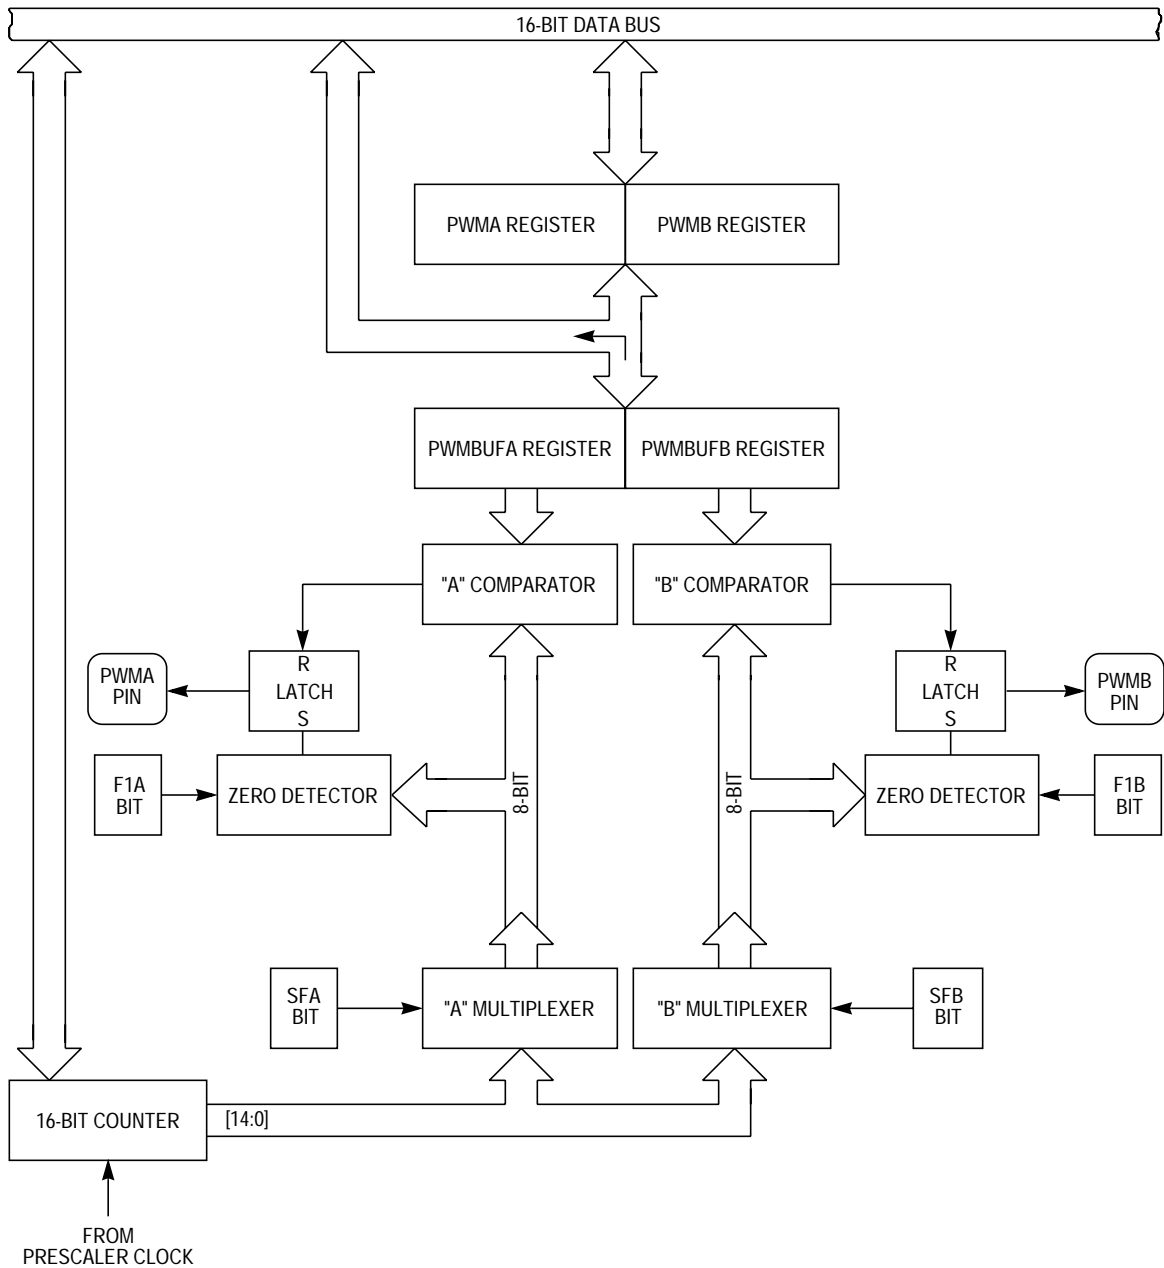 16-BIT DATA BUS
PWMA REGISTER
PWMB REGISTER
PWMBUFA REGISTER
PWMBUFB REGISTER
"A" COMPARATOR
"B" COMPARATOR
R
LATCH
S
PWMA
PIN
R
LATCH
S
PWMB
PIN
F1A
BIT
ZERO DETECTOR
8-BIT
8-BIT
ZERO DETECTOR
F1B
BIT
SFA
BIT
"A" MULTIPLEXER
"B" MULTIPLEXER
SFB
BIT
16-BIT COUNTER
[14:0]
FROM
PRESCALER CLOCK